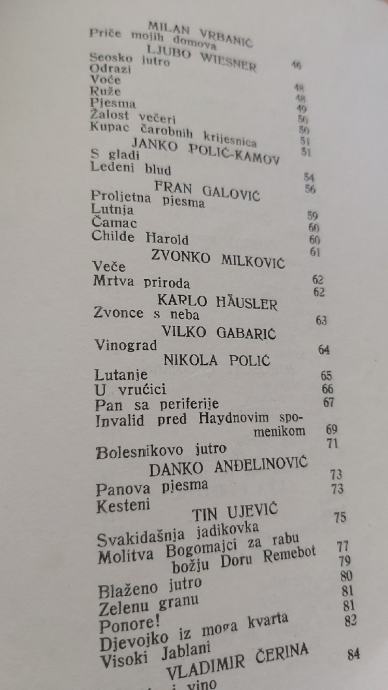 MILAN VRBANIĆ
Priče mojih domova 46
LJUBO WIESNER
Seosko jutro 48
Odrazi 48
Voće 49
Ruže 50
Pjesma 50
Žalost večeri 51
Kupac čarobnih krijesnica 51
JANKO POLIĆ-KAMOV
S gladi 54
Ledeni blud 56
FRAN GALOVIĆ
Proljetna pjesma 59
Lutnja 60
Čamac 60
Childe Harold 61
ZVONKO MILKOVIĆ
Veče 62
Mrtva priroda 62
KARLO HÄUSLER
Zvonce s neba 63
VILKO GABARIĆ
Vinograd 64
NIKOLA POLIĆ
Lutanje 65
U vrućici 66
Pan sa periferije 67
Invalid pred Haydnovim spo-
menikom 69
Bolesnikovo jutro 71
DANKO ANĐELINOVIĆ
Panova pjesma 73
Kesteni 73
TIN UJEVIĆ
Svakidašnja jadikovka 75
Molitva Bogomajci za rabu
božju Doru Remebot 77
Blaženo jutro 79
Zelenu granu 80
Ponore! 81
Djevojko iz moga kvarta 81
Visoki Jablani 83
VLADIMIR ČERINA
vino 84